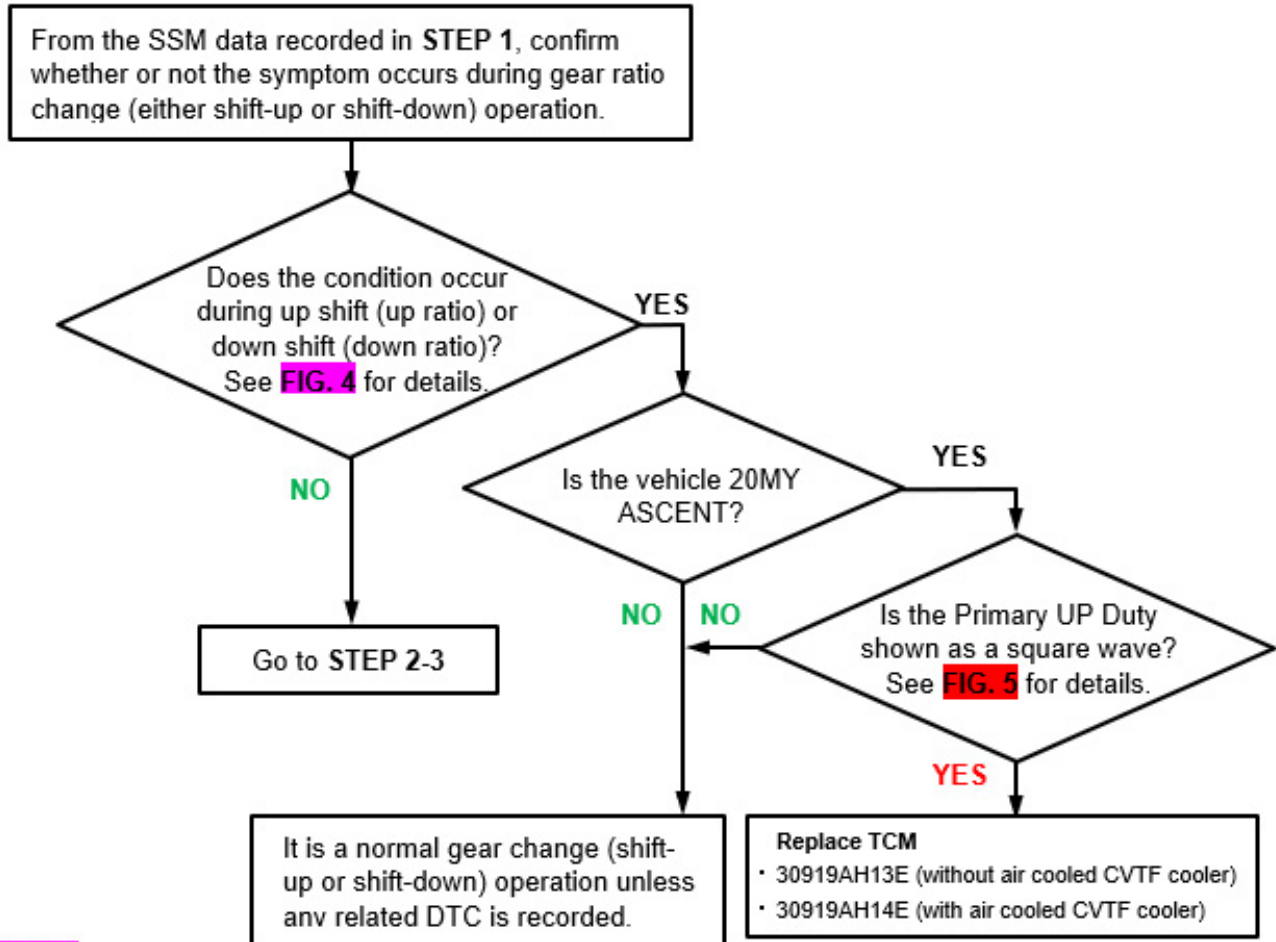 From the SSM data recorded in STEP 1, confirm
whether or not the symptom occurs during gear ratio
change (either shift-up or shift-down) operation.
Does the condition occur
during up shift (up ratio) or
down shift (down ratio)?
See FIG. 4 for details.
YES
NO
Is the vehicle 20MY
ASCENT?
YES
NO
NO
Go to STEP 2-3
Is the Primary UP Duty
shown as a square wave?
See FIG. 5 for details.
YES
It is a normal gear change (shift-
up or shift-down) operation unless
any related DTC is recorded.
Replace TCM
· 30919AH13E (without air cooled CVTF cooler)
· 30919AH14E (with air cooled CVTF cooler)